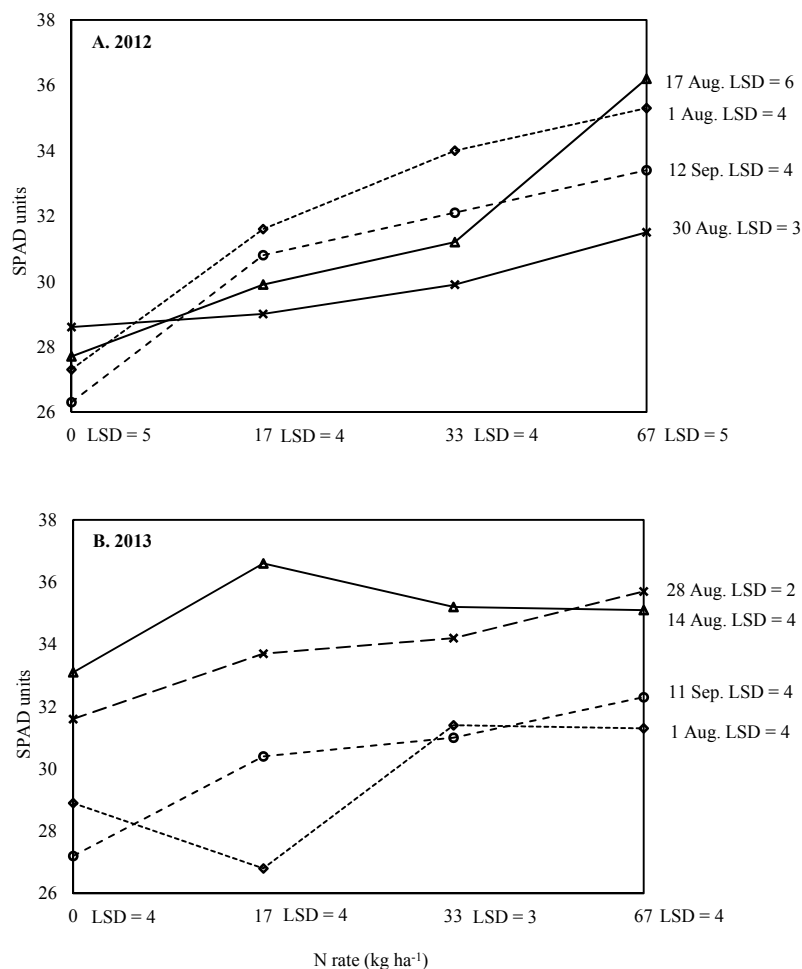 38
A. 2012
36
17 Aug. LSD = 6
1 Aug. LSD = 4
34
12 Sep. LSD = 4
SPAD units
32
30 Aug. LSD = 3
30
28
26
0 LSD = 5 17 LSD = 4 33 LSD = 4 67 LSD = 5
38
B. 2013
36
28 Aug. LSD = 2
14 Aug. LSD = 4
34
SPAD units
32
11 Sep. LSD = 4
1 Aug. LSD = 4
30
28
26
0 LSD = 4 17 LSD = 4 33 LSD = 3 67 LSD = 4
N rate (kg ha⁻¹)